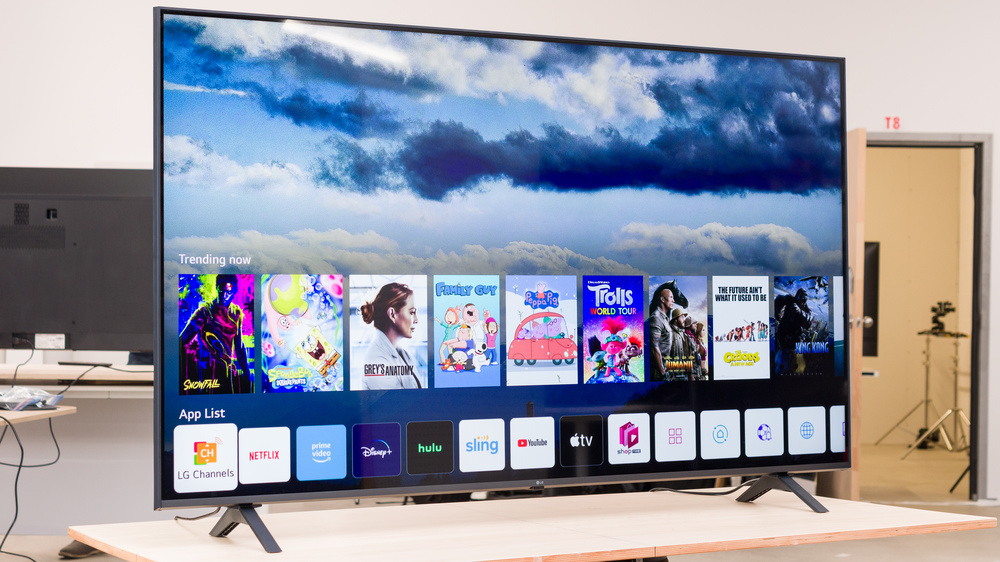 T8
Trending now
SNOWFALL
SPONGEBOB
SQUAREPANTS
GREY'S ANATOMY
FAMILY GUY
Peppa Pig
Trolls
WORLD TOUR
JUMANJI
THE FUTURE AIN'T
WHAT IT USED TO BE
CROODS
KING KONG
App List
CH
LG Channels
NETFLIX
prime
video
Disney+
hulu
sling
YouTube
tv
shop
LG